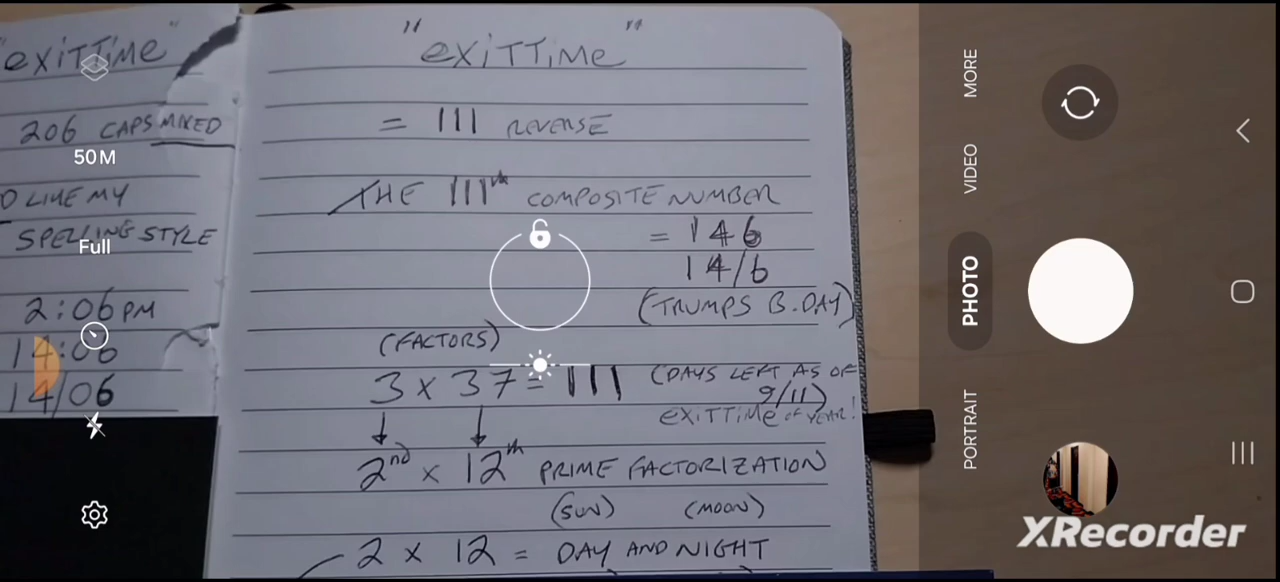 "exiTTime"
206 CAPS MIXED
LIKE MY
SPELLING STYLE
2:06 PM
14:06
14/06
"exiTTime"
= 111 REVERSE
THE 111th COMPOSITE NUMBER
= 146
14/6
(TRUMPS B.DAY)
(FACTORS)
3 x 37 = 111 (DAYS LEFT AS OF
9/11)
exiTTime OF YEAR!
2nd x 12th PRIME FACTORIZATION
(SUN) (MOON)
2 x 12 = DAY AND NIGHT
50M
Full
MORE
VIDEO
PHOTO
PORTRAIT
XRecorder